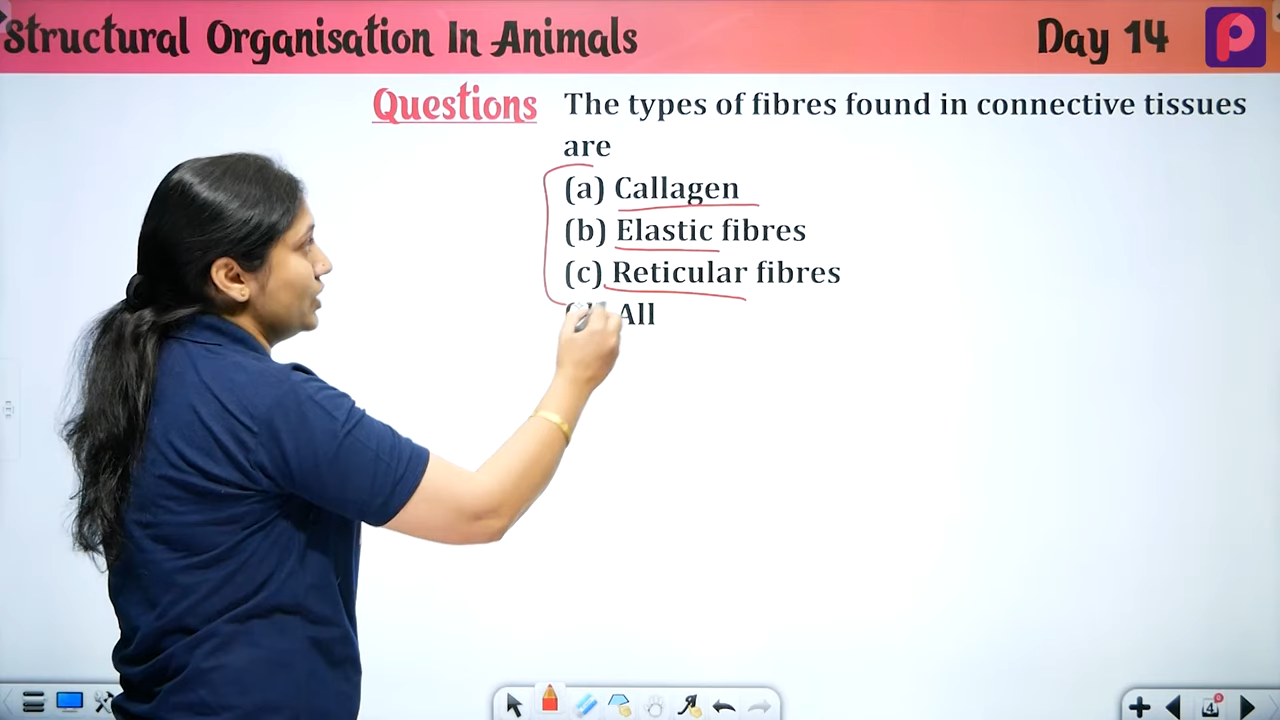 Structural Organisation In Animals
Day 14
Questions
The types of fibres found in connective tissues
are
(a) Callagen
(b) Elastic fibres
(c) Reticular fibres
All
4